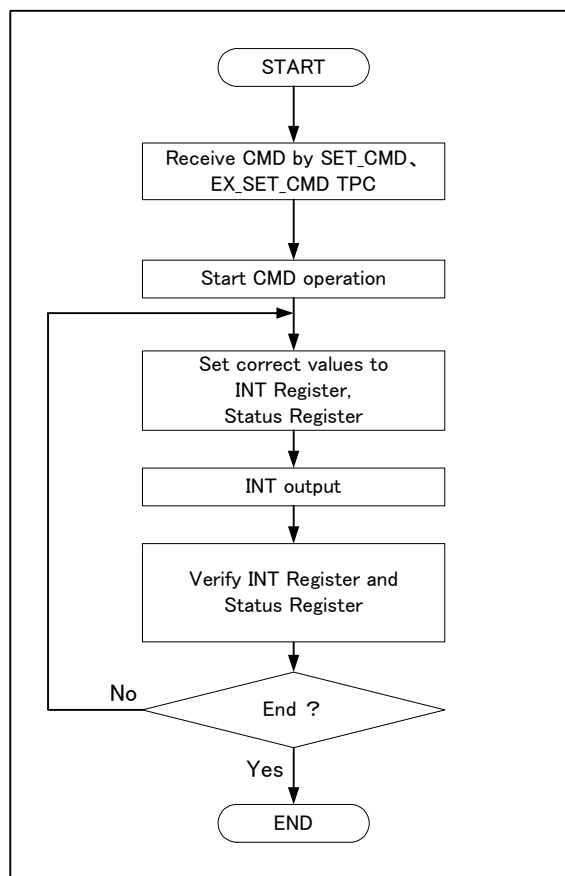 START
Receive CMD by SET_CMD、
EX_SET_CMD TPC
Start CMD operation
Set correct values to
INT Register,
Status Register
INT output
Verify INT Register and
Status Register
No
End ？
Yes
END